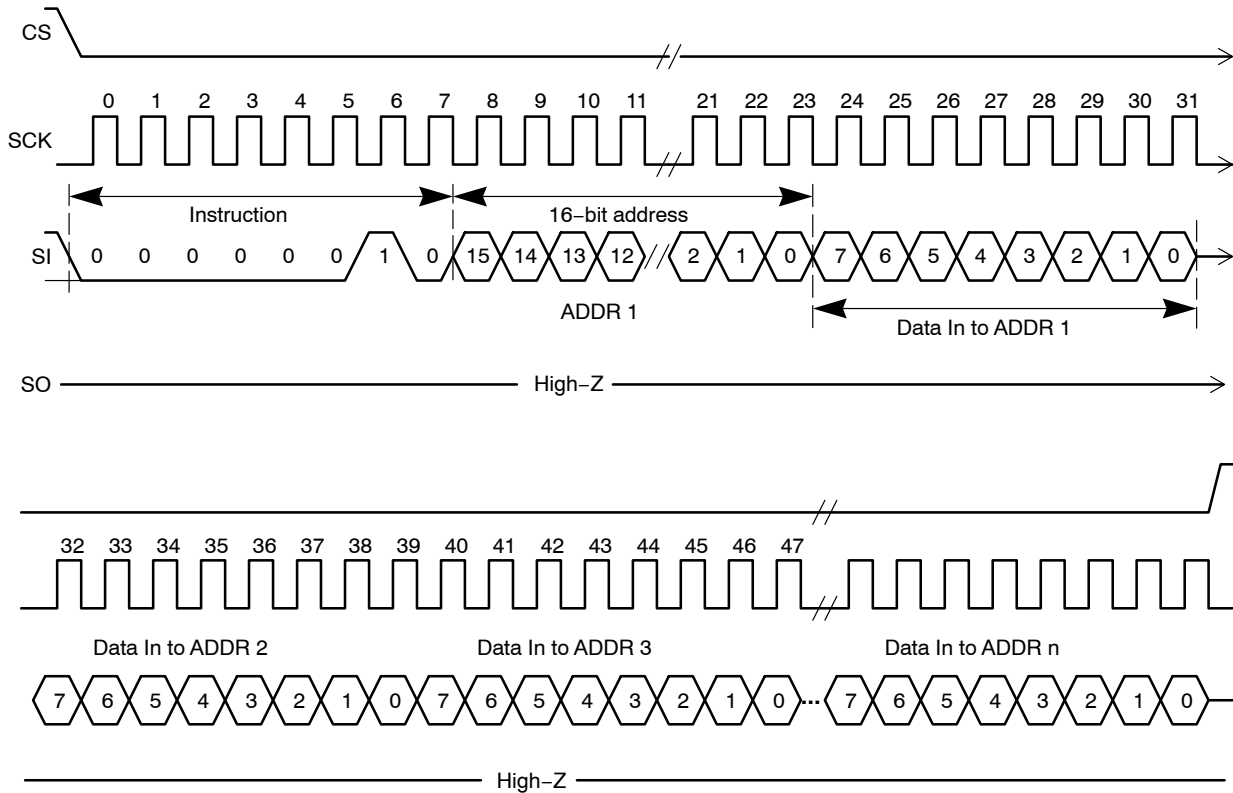 CS
0 1 2 3 4 5 6 7 8 9 10 11 21 22 23 24 25 26 27 28 29 30 31
SCK
Instruction 16−bit address
SI 0 0 0 0 0 0 1 0 15 14 13 12 2 1 0 7 6 5 4 3 2 1 0
ADDR 1 Data In to ADDR 1
SO High−Z
32 33 34 35 36 37 38 39 40 41 42 43 44 45 46 47
Data In to ADDR 2 Data In to ADDR 3 Data In to ADDR n
7 6 5 4 3 2 1 0 7 6 5 4 3 2 1 0 ... 7 6 5 4 3 2 1 0
High−Z